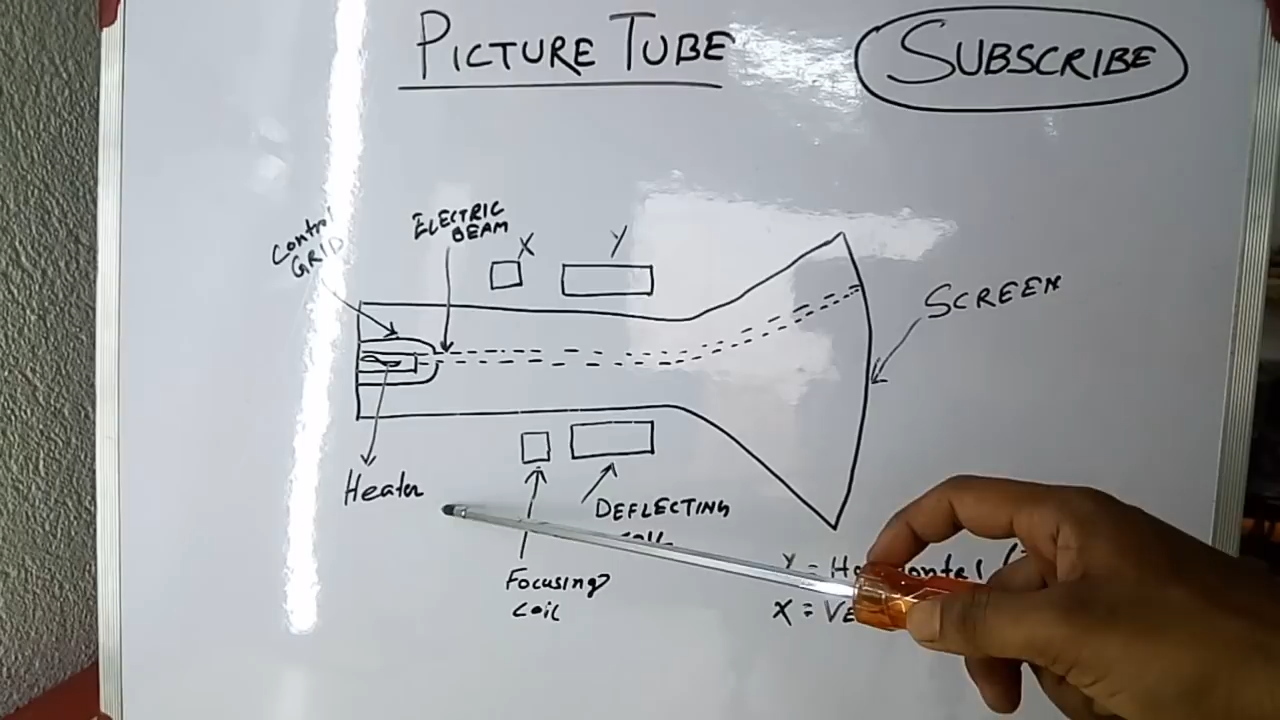 PICTURE TUBE
SUBSCRIBE
Control
GRID
ELECTRIC
BEAM
X
Y
SCREEN
Heater
DEFLECTING
Focusing
coil
Y -
X = VE